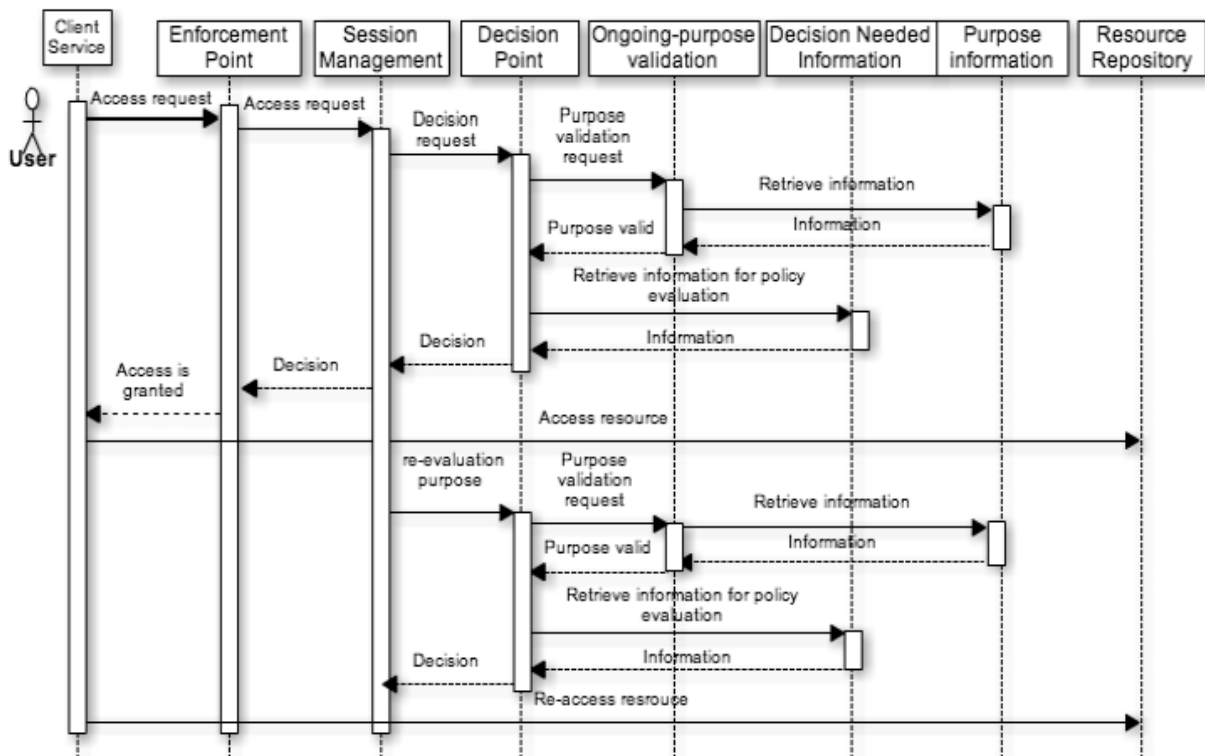 Client
Service
Enforcement
Point
Session
Management
Decision
Point
Ongoing-purpose
validation
Decision Needed
Information
Purpose
information
Resource
Repository
User
Access request
Access request
Decision
request
Purpose
validation
request
Retrieve information
Information
Purpose valid
Retrieve information for policy
evaluation
Information
Decision
Decision
Access is
granted
Access resource
re-evaluation
purpose
Purpose
validation
request
Retrieve information
Information
Purpose valid
Retrieve information for policy
evaluation
Information
Decision
Re-access resrouce